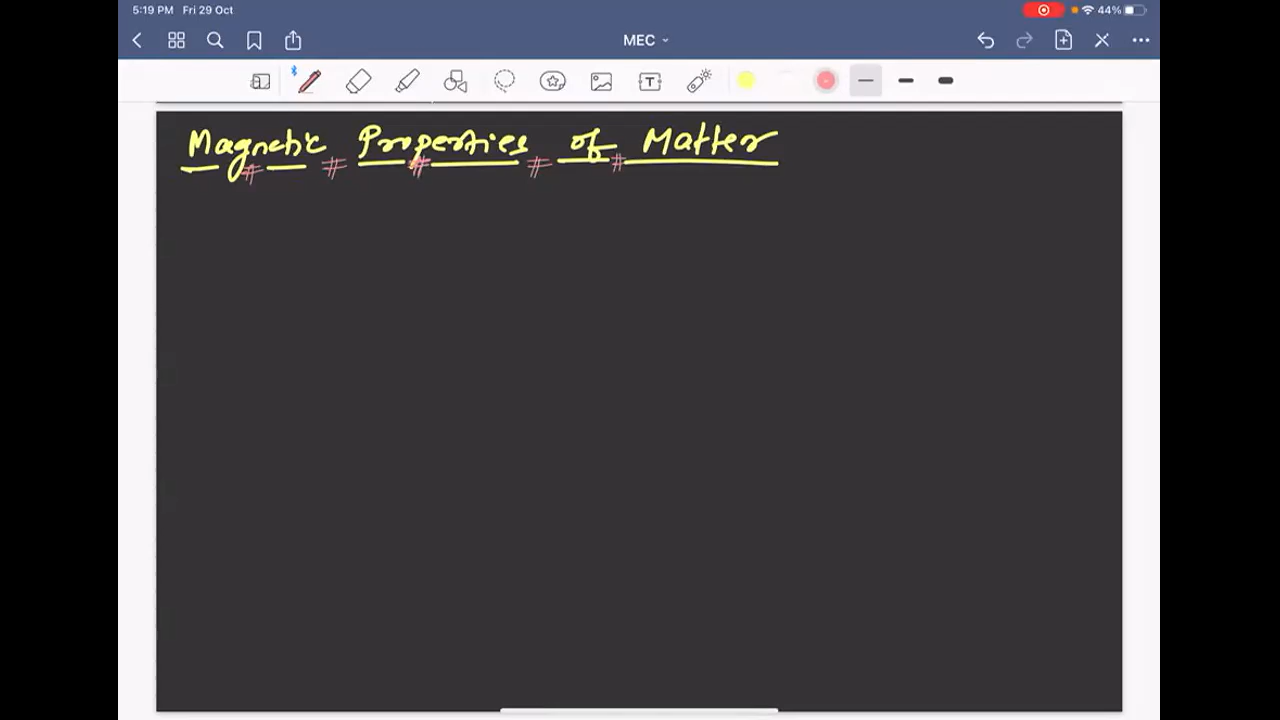 5:19 PM Fri 29 Oct
44%
MEC
T
Magnetic Properties of Matter
# # # # #